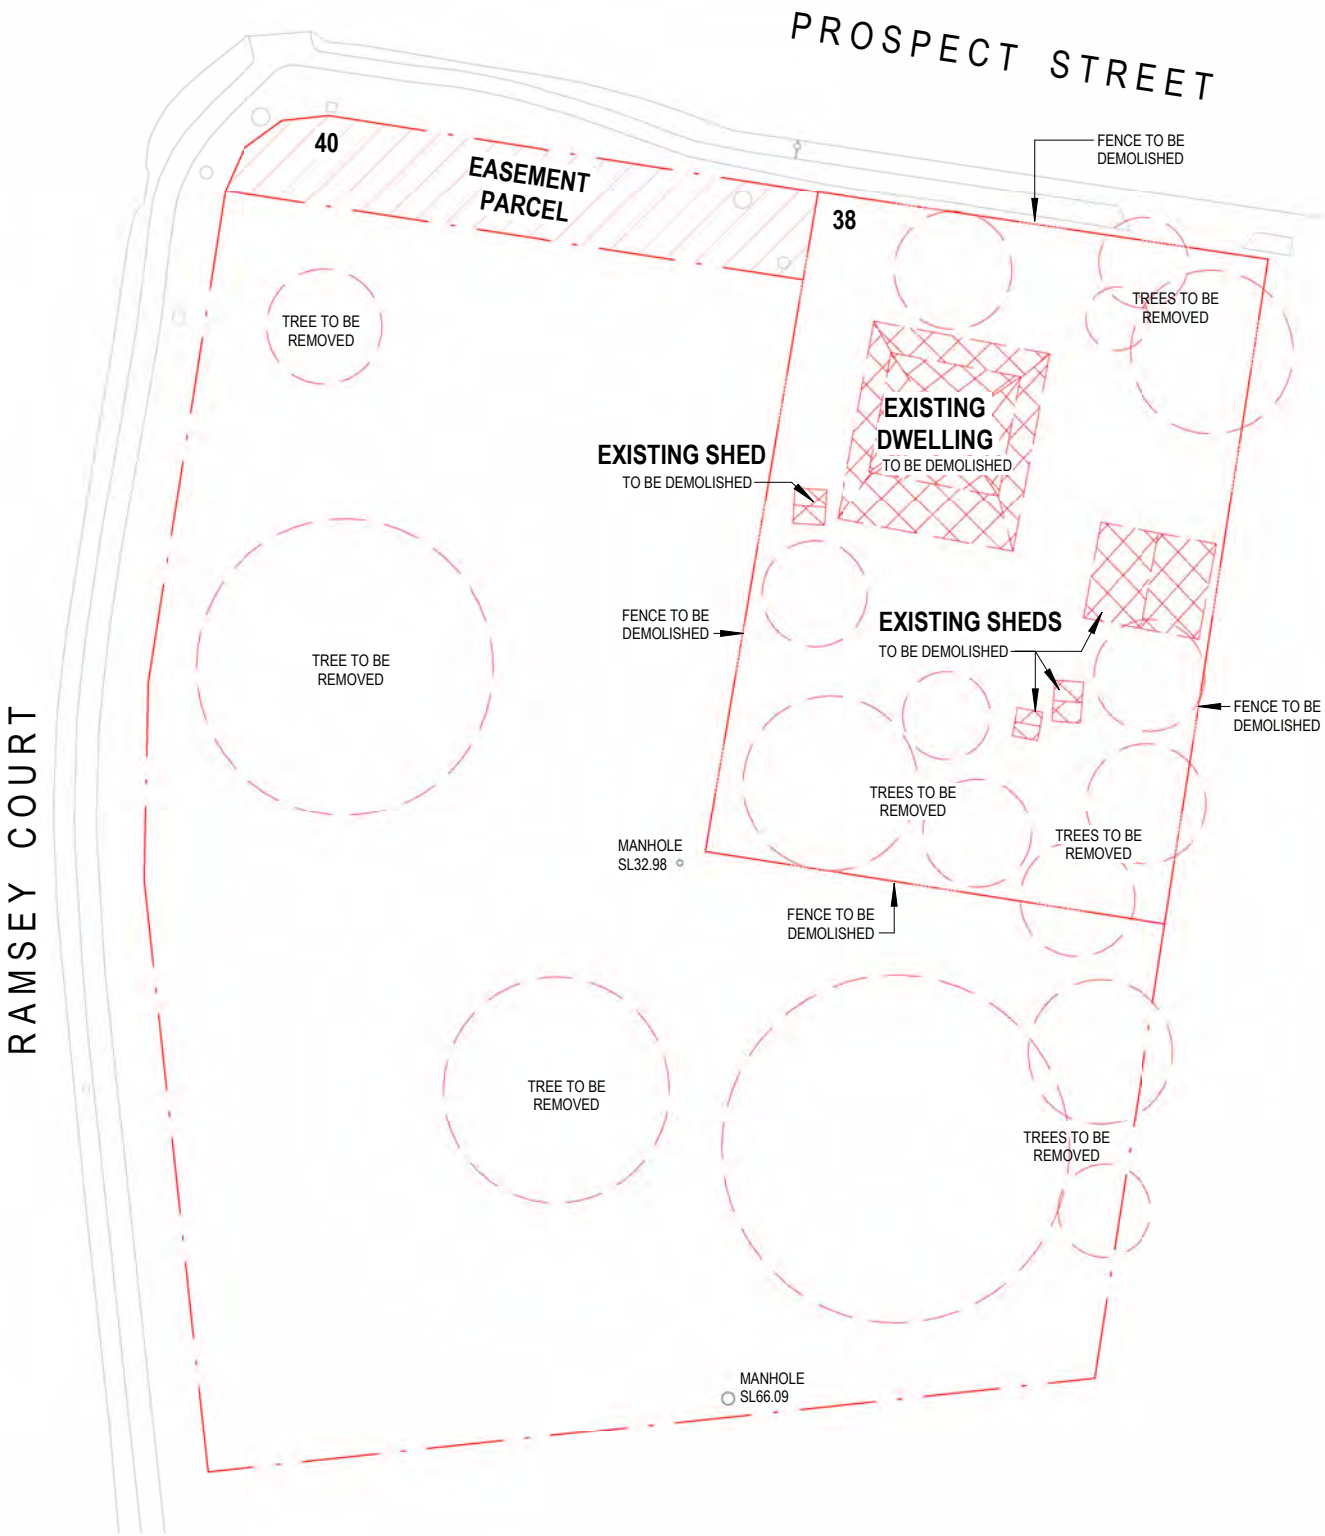 PROSPECT STREET
FENCE TO BE
DEMOLISHED
40
EASEMENT
PARCEL
38
TREE TO BE
REMOVED
TREES TO BE
REMOVED
EXISTING
DWELLING
TO BE DEMOLISHED
EXISTING SHED
TO BE DEMOLISHED
FENCE TO BE
DEMOLISHED
EXISTING SHEDS
TO BE DEMOLISHED
TREE TO BE
REMOVED
FENCE TO BE
DEMOLISHED
RAMSEY COURT
TREES TO BE
REMOVED
TREES TO BE
REMOVED
MANHOLE
SL32.98
FENCE TO BE
DEMOLISHED
TREE TO BE
REMOVED
TREES TO BE
REMOVED
MANHOLE
SL66.09